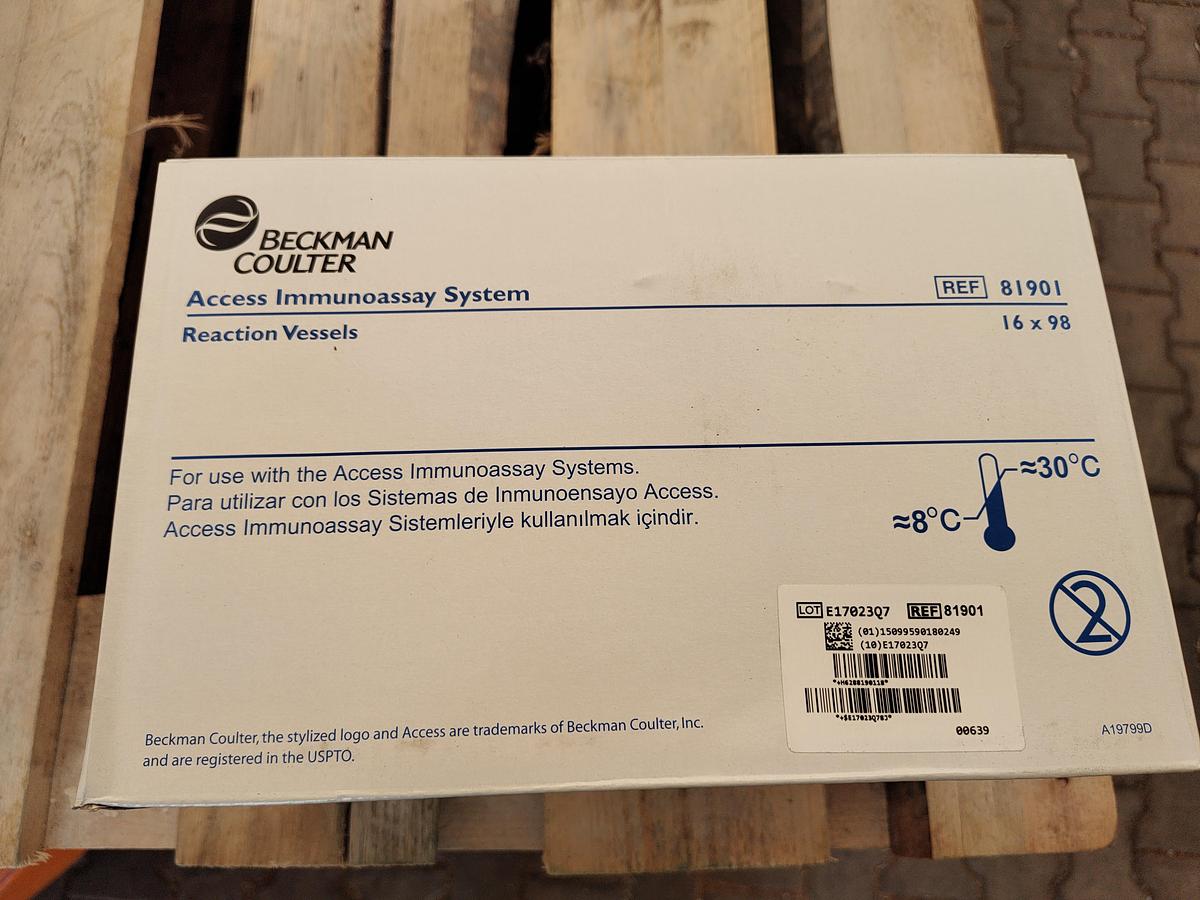 BECKMAN
COULTER
Access Immunoassay System
REF 81901
Reaction Vessels
16 x 98
For use with the Access Immunoassay Systems.
Para utilizar con los Sistemas de Inmunoensayo Access.
Access Immunoassay Sistemleriyle kullanılmak içindir.
≈30°C
≈8°C
2
LOT E17023Q7 REF 81901
(01)15099590180249
(10)E17023Q7
*+$E17023Q78J*
00639
Beckman Coulter, the stylized logo and Access are trademarks of Beckman Coulter, Inc.
and are registered in the USPTO.
A19799D